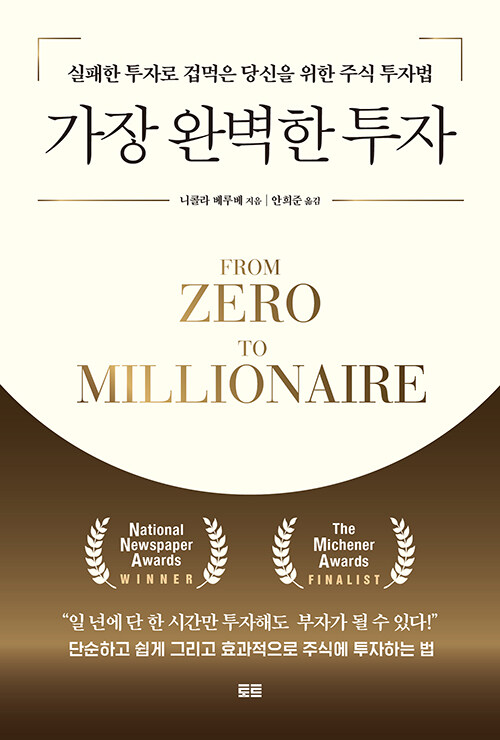 실패한 투자로 겁먹은 당신을 위한 주식 투자법
가장 완벽한 투자
니콜라 베루베 지음 | 안희준 옮김
FROM
ZERO
TO
MILLIONAIRE
National
Newspaper
Awards
WINNER
The
Michener
Awards
FINALIST
“일 년에 단 한 시간만 투자해도 부자가 될 수 있다!”
단순하고 쉽게 그리고 효과적으로 주식에 투자하는 법
토트